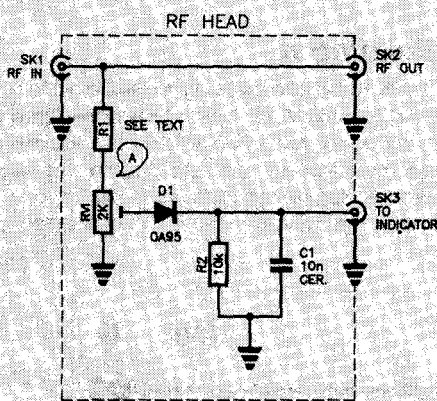 RF HEAD
SK1
RF IN
SK2
RF OUT
R1
SEE TEXT
A
RVI
2K
D1
OA95
SK3
TO
INDICATOR
R2
10k
C1
10n
CER.